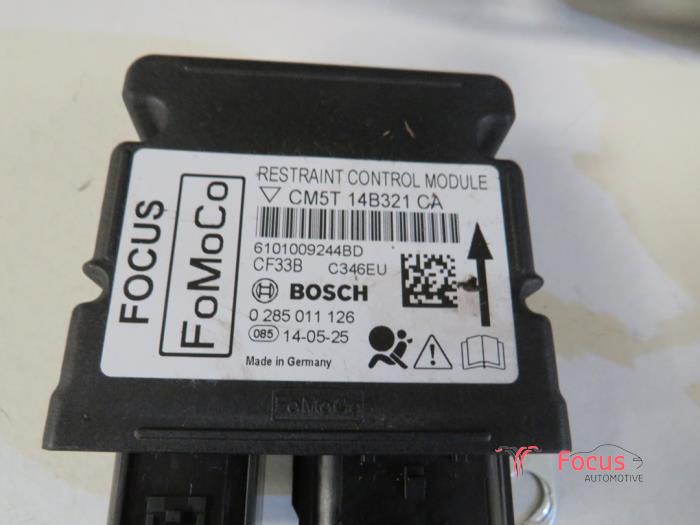 RESTRAINT CONTROL MODULE
CM5T 14B321 CA
6101009244BD
CF33B C346EU
BOSCH
0 285 011 126
085 14-05-25
Made in Germany
FOCUS
FoMoCo
FoMoCo
Focus
AUTOMOTIVE